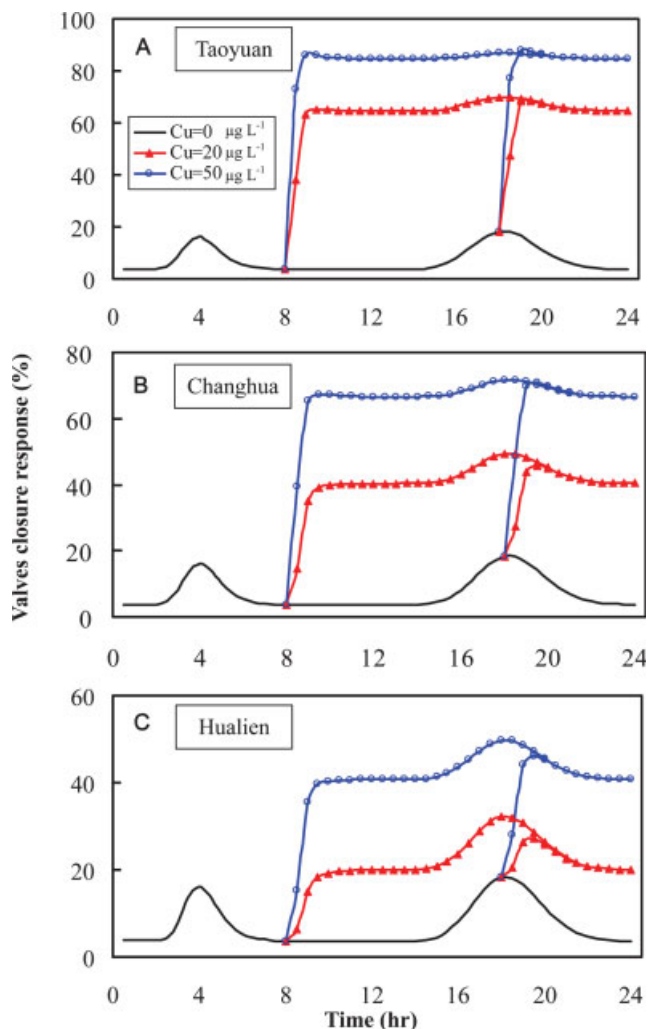 Valves closure response (%)
A
Taoyuan
100
80
60
40
20
0
Cu=0 µg L⁻¹
Cu=20 µg L⁻¹
Cu=50 µg L⁻¹
0 4 8 12 16 20 24
B
Changhua
80
60
40
20
0
0 4 8 12 16 20 24
C
Hualien
60
40
20
0
0 4 8 12 16 20 24
Time (hr)